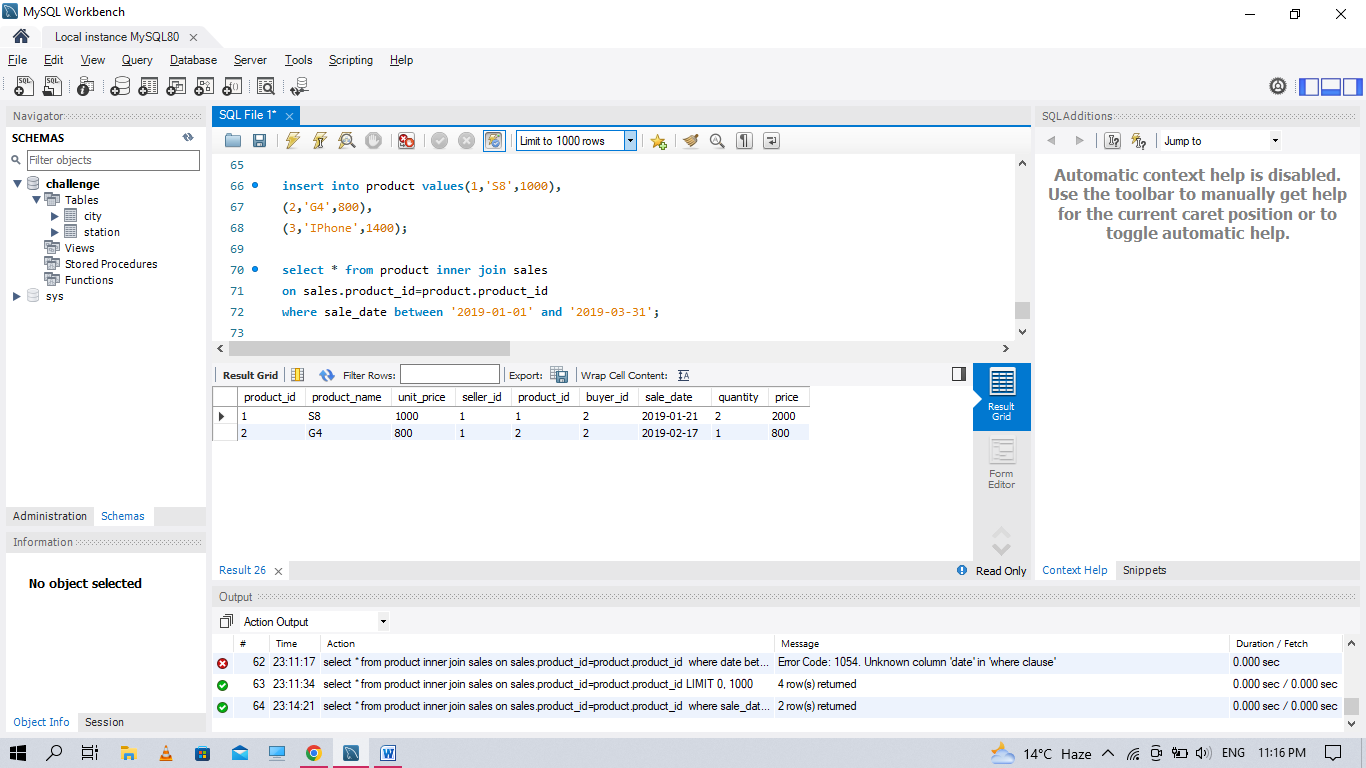 MySQL Workbench
Local instance MySQL80
File Edit View Query Database Server Tools Scripting Help
Navigator
SCHEMAS
Filter objects
challenge
Tables
city
station
Views
Stored Procedures
Functions
sys
Administration Schemas
Information
No object selected
Object Info Session
SQL File 1*
Limit to 1000 rows
65
66 insert into product values(1,'S8',1000),
67 (2,'G4',800),
68 (3,'IPhone',1400);
69
70 select * from product inner join sales
71 on sales.product_id=product.product_id
72 where sale_date between '2019-01-01' and '2019-03-31';
73
Result Grid Filter Rows: Export: Wrap Cell Content:
product_id product_name unit_price seller_id product_id buyer_id sale_date quantity price
1 S8 1000 1 1 2 2019-01-21 2 2000
2 G4 800 1 2 2 2019-02-17 1 800
Result Grid
Form Editor
Result 26
Read Only
SQLAdditions
Jump to
Automatic context help is disabled.
Use the toolbar to manually get help
for the current caret position or to
toggle automatic help.
Context Help Snippets
Output
Action Output
# Time Action Message Duration / Fetch
62 23:11:17 select * from product inner join sales on sales.product_id=product.product_id where date bet... Error Code: 1054. Unknown column 'date' in 'where clause' 0.000 sec
63 23:11:34 select * from product inner join sales on sales.product_id=product.product_id LIMIT 0, 1000 4 row(s) returned 0.000 sec / 0.000 sec
64 23:14:21 select * from product inner join sales on sales.product_id=product.product_id where sale_dat... 2 row(s) returned 0.000 sec / 0.000 sec
14°C Haze ENG 11:16 PM